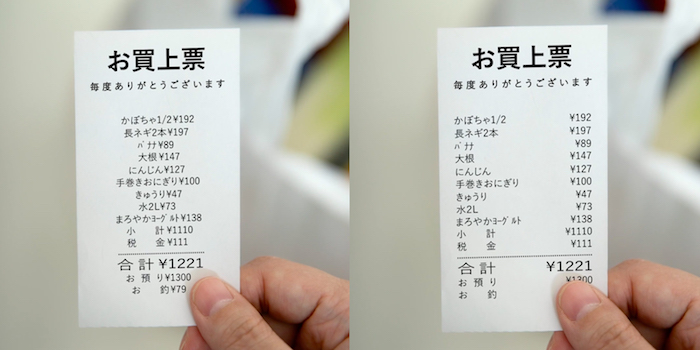 お買上票
毎度ありがとうございます
かぼちゃ1/2¥192
長ネギ2本¥197
ﾊﾞﾅﾅ¥89
大根¥147
にんじん¥127
手巻きおにぎり¥100
きゅうり¥47
水2L¥73
まろやかﾖｰｸﾞﾙﾄ¥138
小　計¥1110
税　金¥111
合計¥1221
お預り¥1300
お　釣¥79
お買上票
毎度ありがとうございます
かぼちゃ1/2 ¥192
長ネギ2本 ¥197
ﾊﾞﾅﾅ ¥89
大根 ¥147
にんじん ¥127
手巻きおにぎり ¥100
きゅうり ¥47
水2L ¥73
まろやかﾖｰｸﾞﾙﾄ ¥138
小　計 ¥1110
税　金 ¥111
合計 ¥1221
お預り ¥1300
お　釣